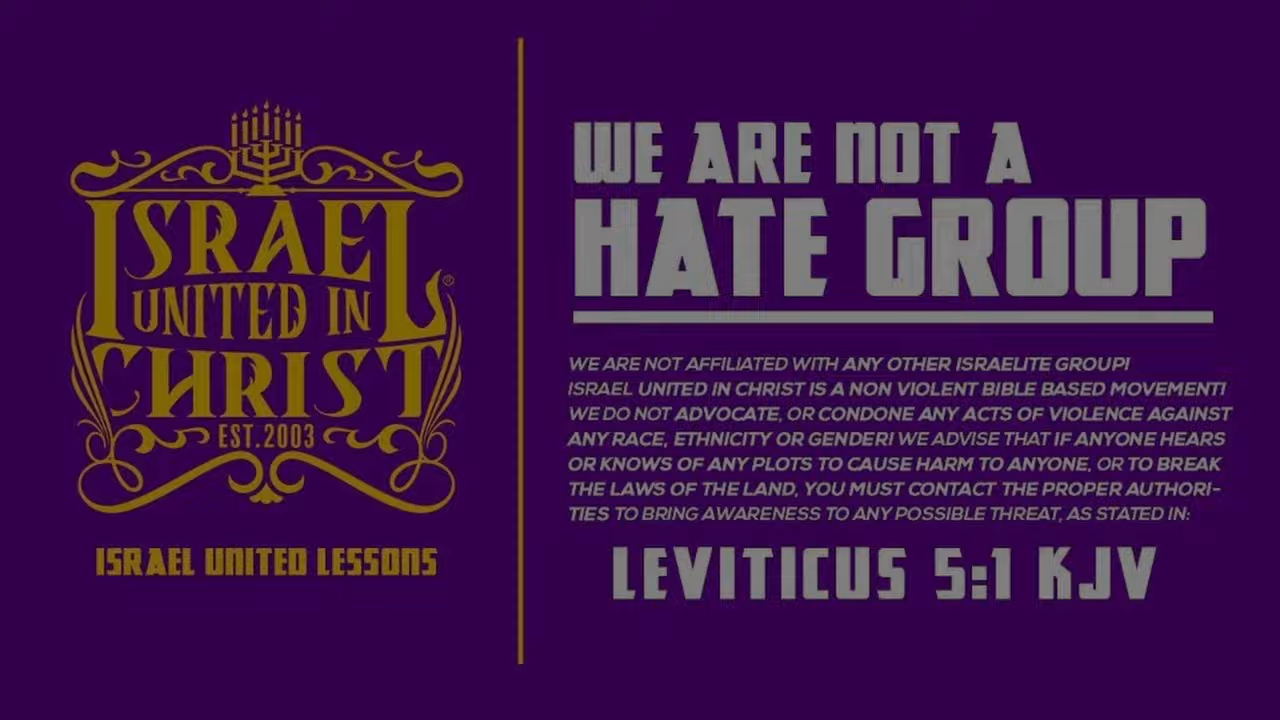 ISRAEL
UNITED IN
CHRIST
EST.2003
ISRAEL UNITED LESSONS
WE ARE NOT A
HATE GROUP
WE ARE NOT AFFILIATED WITH ANY OTHER ISRAELITE GROUP!
ISRAEL UNITED IN CHRIST IS A NON VIOLENT BIBLE BASED MOVEMENT!
WE DO NOT ADVOCATE, OR CONDONE ANY ACTS OF VIOLENCE AGAINST
ANY RACE, ETHNICITY OR GENDER! WE ADVISE THAT IF ANYONE HEARS
OR KNOWS OF ANY PLOTS TO CAUSE HARM TO ANYONE, OR TO BREAK
THE LAWS OF THE LAND, YOU MUST CONTACT THE PROPER AUTHORI-
TIES TO BRING AWARENESS TO ANY POSSIBLE THREAT, AS STATED IN:
LEVITICUS 5:1 KJV